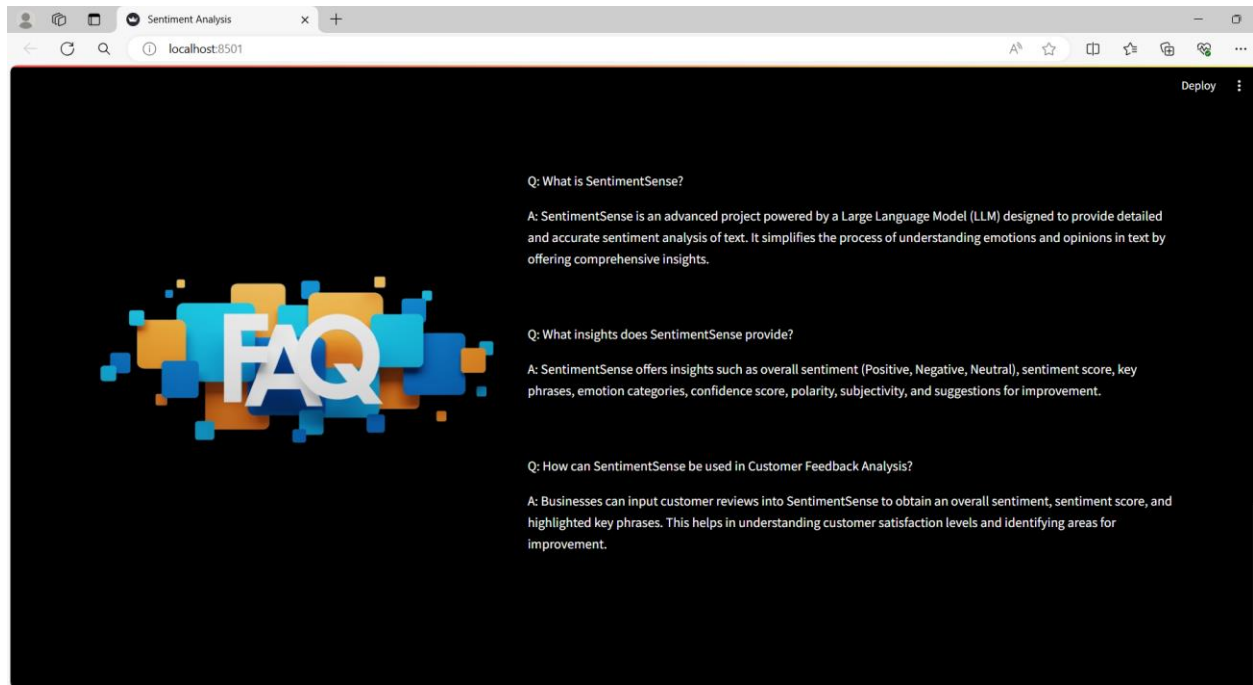 Sentiment Analysis
localhost:8501
Deploy
Q: What is SentimentSense?
A: SentimentSense is an advanced project powered by a Large Language Model (LLM) designed to provide detailed
and accurate sentiment analysis of text. It simplifies the process of understanding emotions and opinions in text by
offering comprehensive insights.
FAQ
Q: What insights does SentimentSense provide?
A: SentimentSense offers insights such as overall sentiment (Positive, Negative, Neutral), sentiment score, key
phrases, emotion categories, confidence score, polarity, subjectivity, and suggestions for improvement.
Q: How can SentimentSense be used in Customer Feedback Analysis?
A: Businesses can input customer reviews into SentimentSense to obtain an overall sentiment, sentiment score, and
highlighted key phrases. This helps in understanding customer satisfaction levels and identifying areas for
improvement.